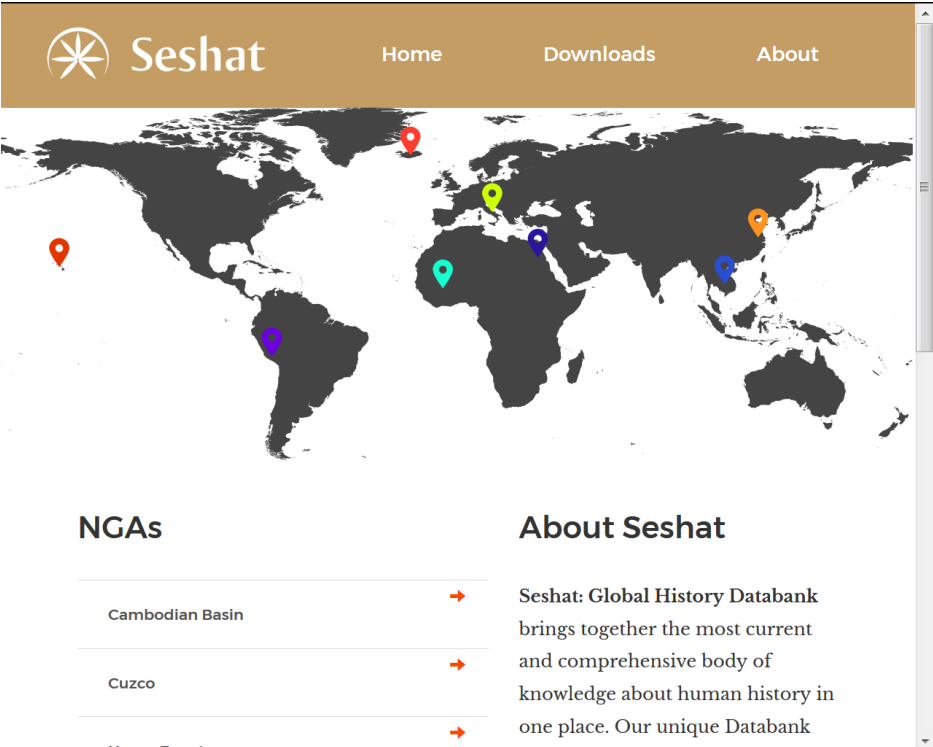 Seshat
Home
Downloads
About
NGAs
Cambodian Basin
Cuzco
About Seshat
Seshat: Global History Databank
brings together the most current
and comprehensive body of
knowledge about human history in
one place. Our unique Databank